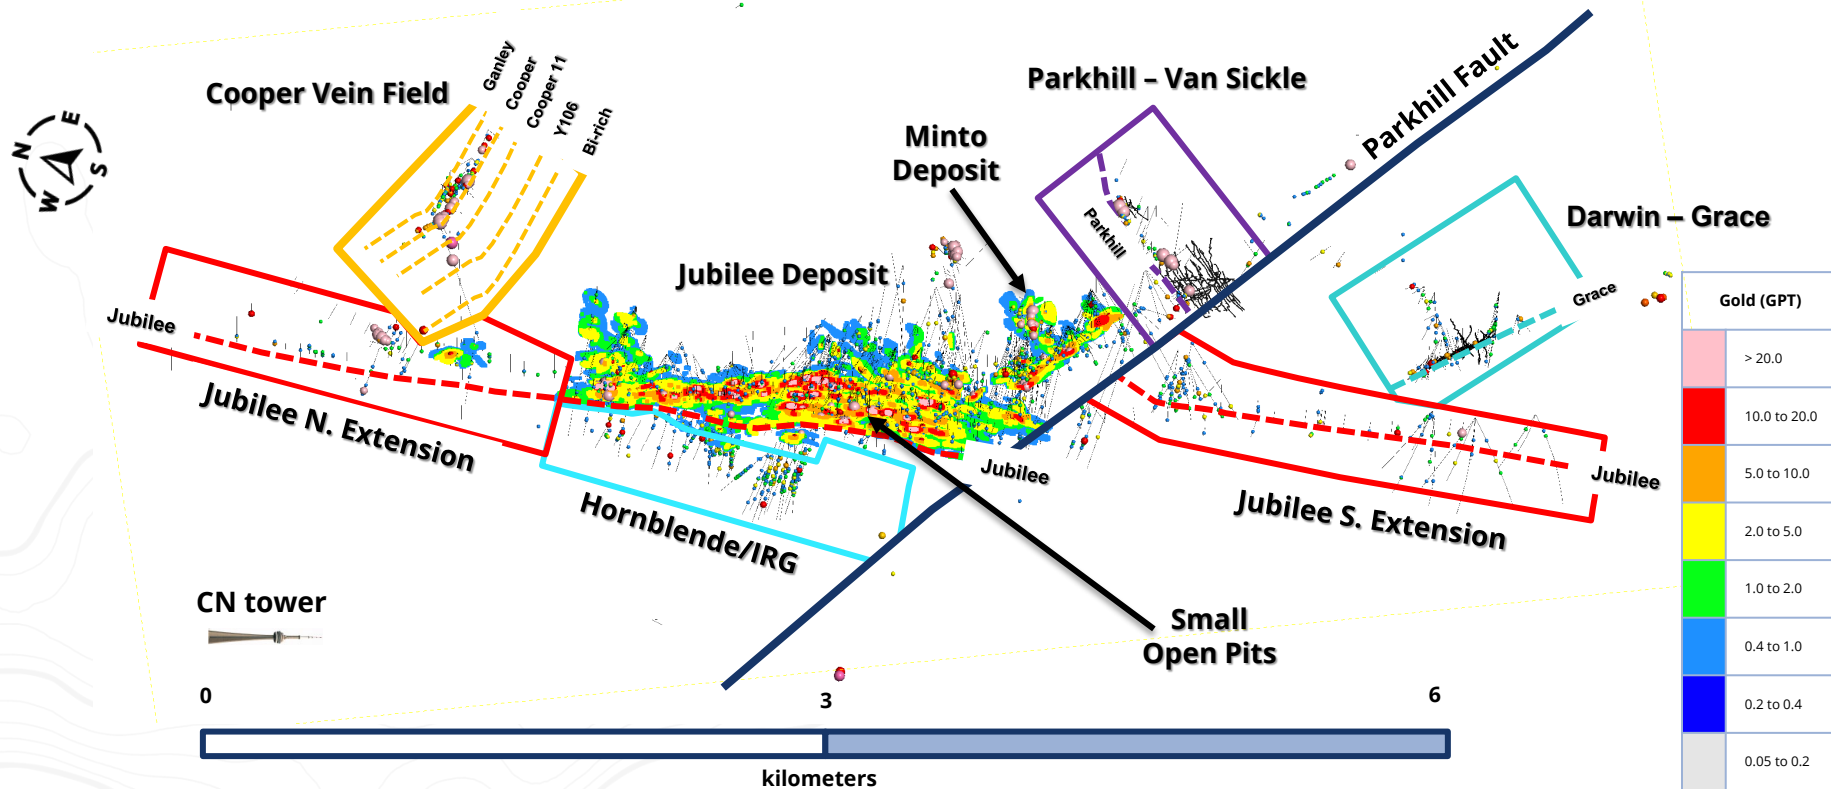 Ganley
Cooper
Cooper 11
Y106
Bi-rich
Cooper Vein Field
N
E
S
W
Parkhill – Van Sickle
Parkhill Fault
Minto
Deposit
Parkhill
Darwin – Grace
Grace
Jubilee Deposit
Jubilee
Jubilee N. Extension
Hornblende/IRG
Jubilee
Jubilee S. Extension
Jubilee
Small
Open Pits
CN tower
0
3
6
kilometers
Gold (GPT)
> 20.0
10.0 to 20.0
5.0 to 10.0
2.0 to 5.0
1.0 to 2.0
0.4 to 1.0
0.2 to 0.4
0.05 to 0.2